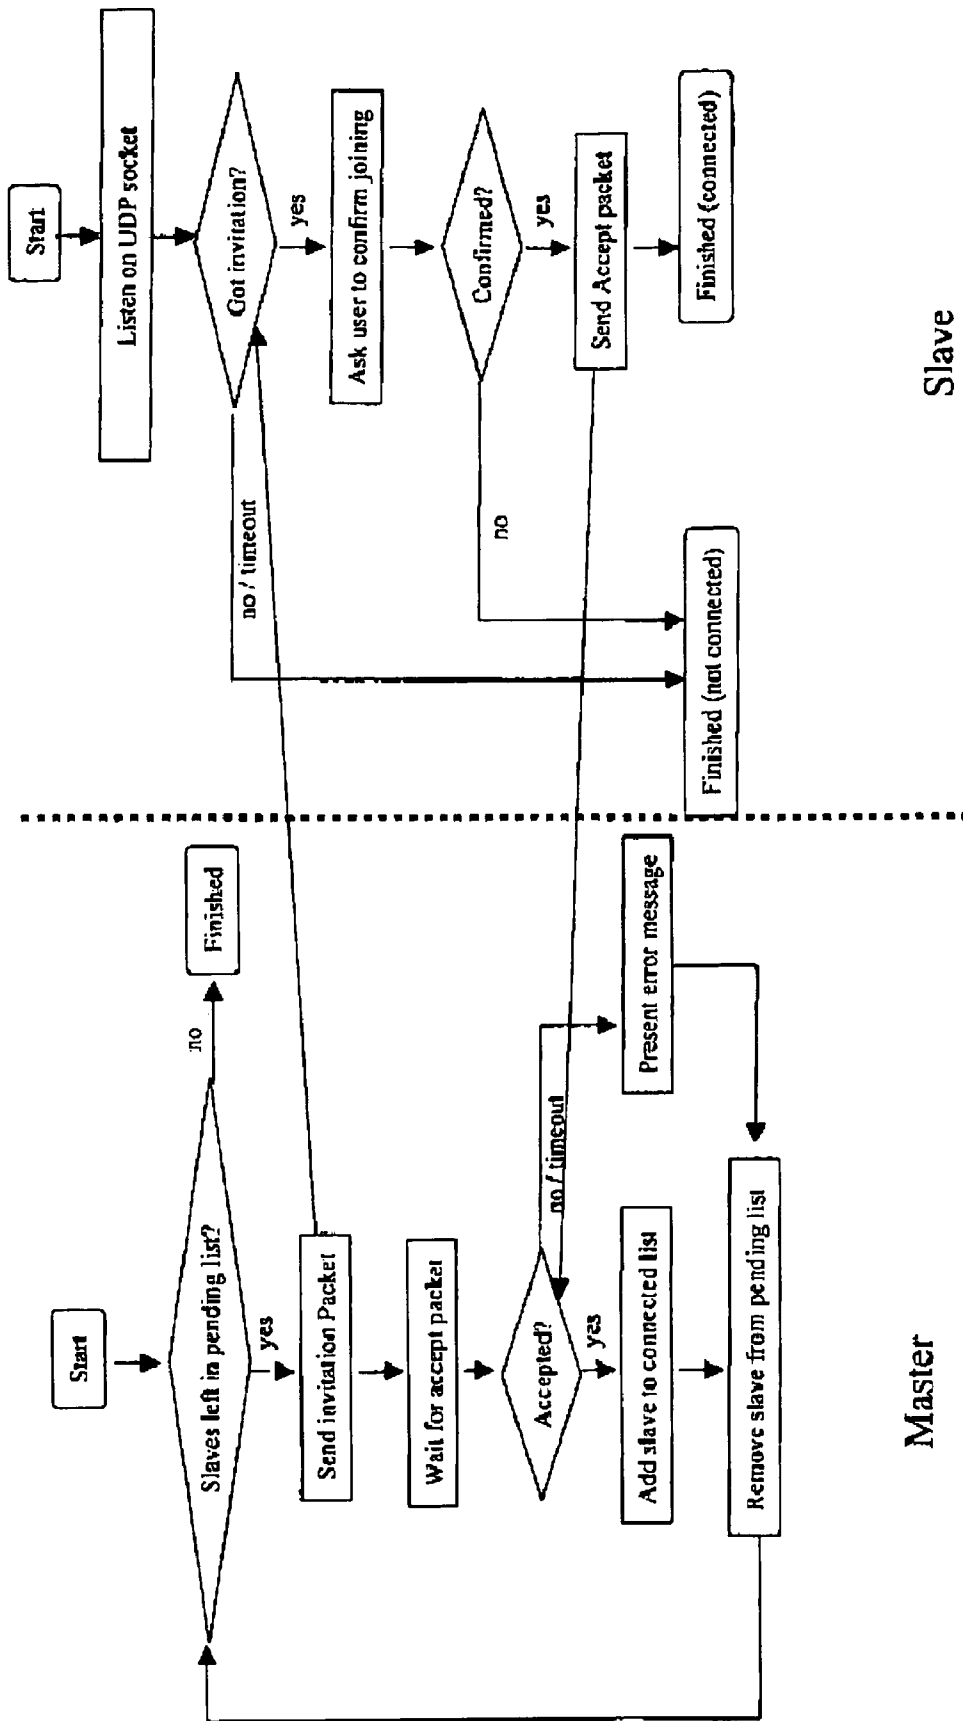 Start
Slaves left in pending list?
no
Finished
yes
Send invitation Packet
Wait for accept packet
Accepted?
no / timeout
yes
Present error message
Add slave to connected list
Remove slave from pending list
Master
Start
Listen on UDP socket
Got invitation?
no / timeout
yes
Ask user to confirm joining
Confirmed?
no
yes
Send Accept packet
Finished (not connected)
Finished (connected)
Slave